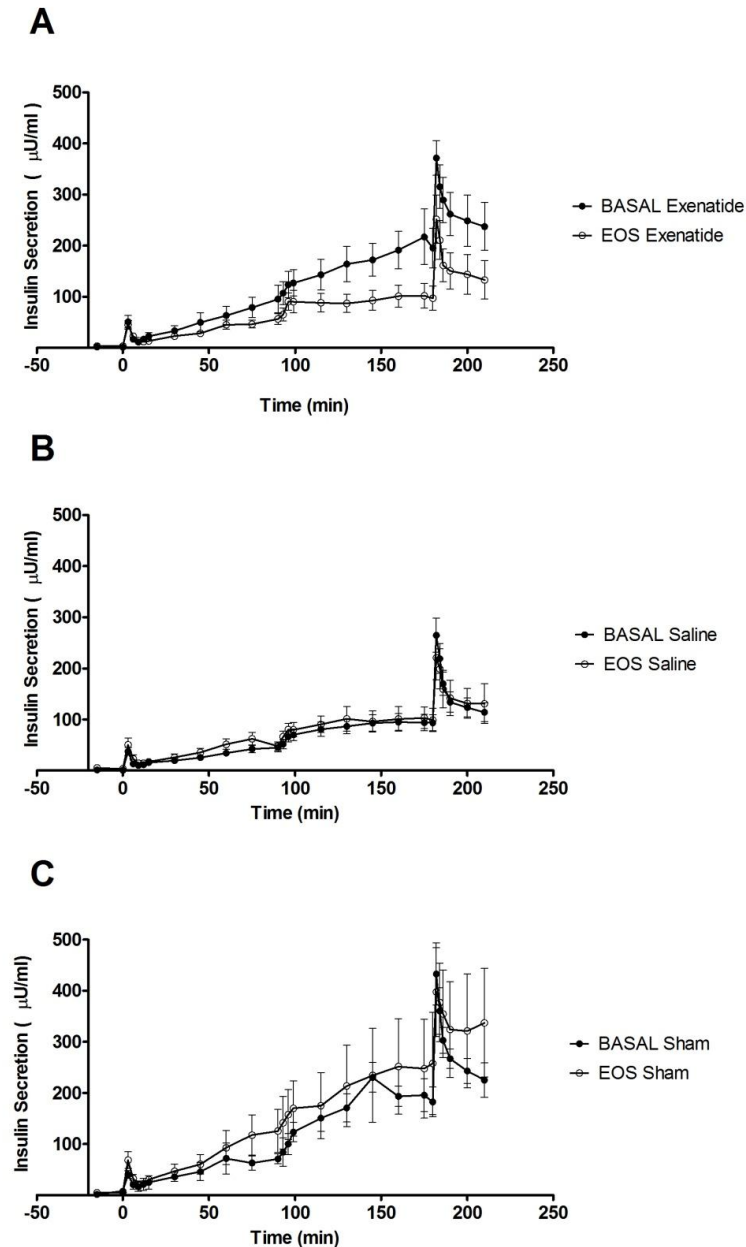 A
Insulin Secretion ( μU/ml )
500
400
300
200
100
-50
0
50
100
150
200
250
Time (min)
BASAL Exenatide
EOS Exenatide
B
Insulin Secretion ( μU/ml)
500
400
300
200
100
-50
0
50
100
150
200
250
Time (min)
BASAL Saline
EOS Saline
C
Insulin Secretion ( μU/ml)
500
400
300
200
100
-50
0
50
100
150
200
250
Time (min)
BASAL Sham
EOS Sham